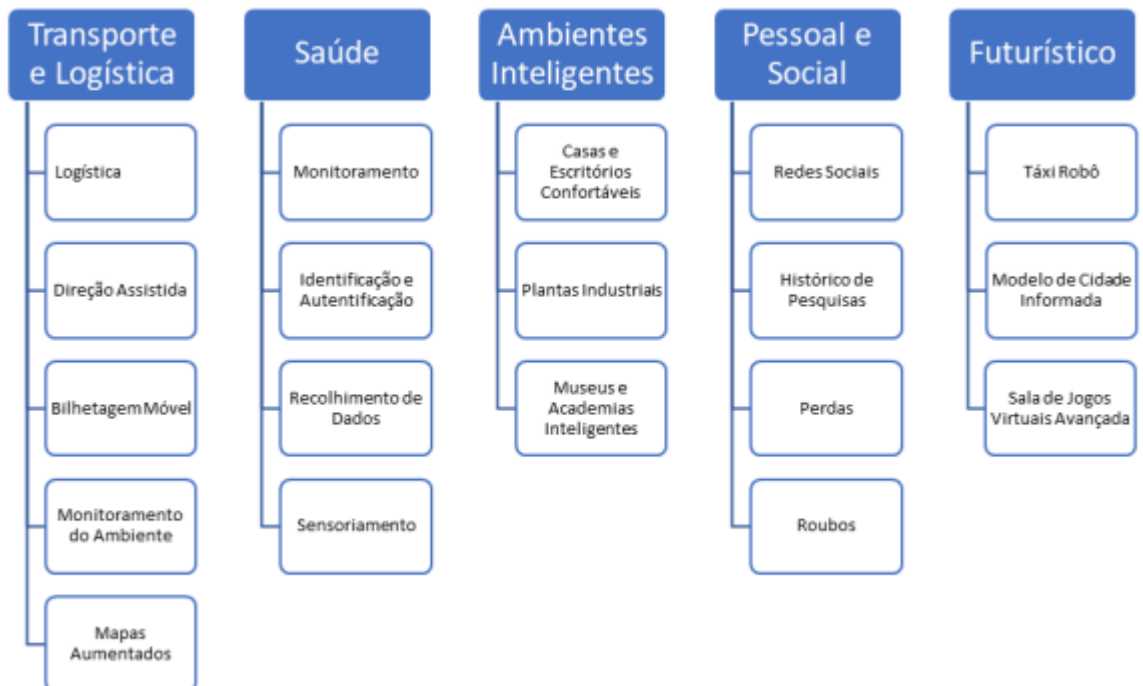 Transporte
e Logística
Logística
Direção Assistida
Bilhetagem Móvel
Monitoramento
do Ambiente
Mapas
Aumentados
Saúde
Monitoramento
Identificação e
Autentificação
Recolhimento de
Dados
Sensoriamento
Ambientes
Inteligentes
Casas e
Escritórios
Confortáveis
Plantas Industriais
Museus e
Academias
Inteligentes
Pessoal e
Social
Redes Sociais
Histórico de
Pesquisas
Perdas
Roubos
Futurístico
Táxi Robô
Modelo de Cidade
Informada
Sala de Jogos
Virtuais Avançada